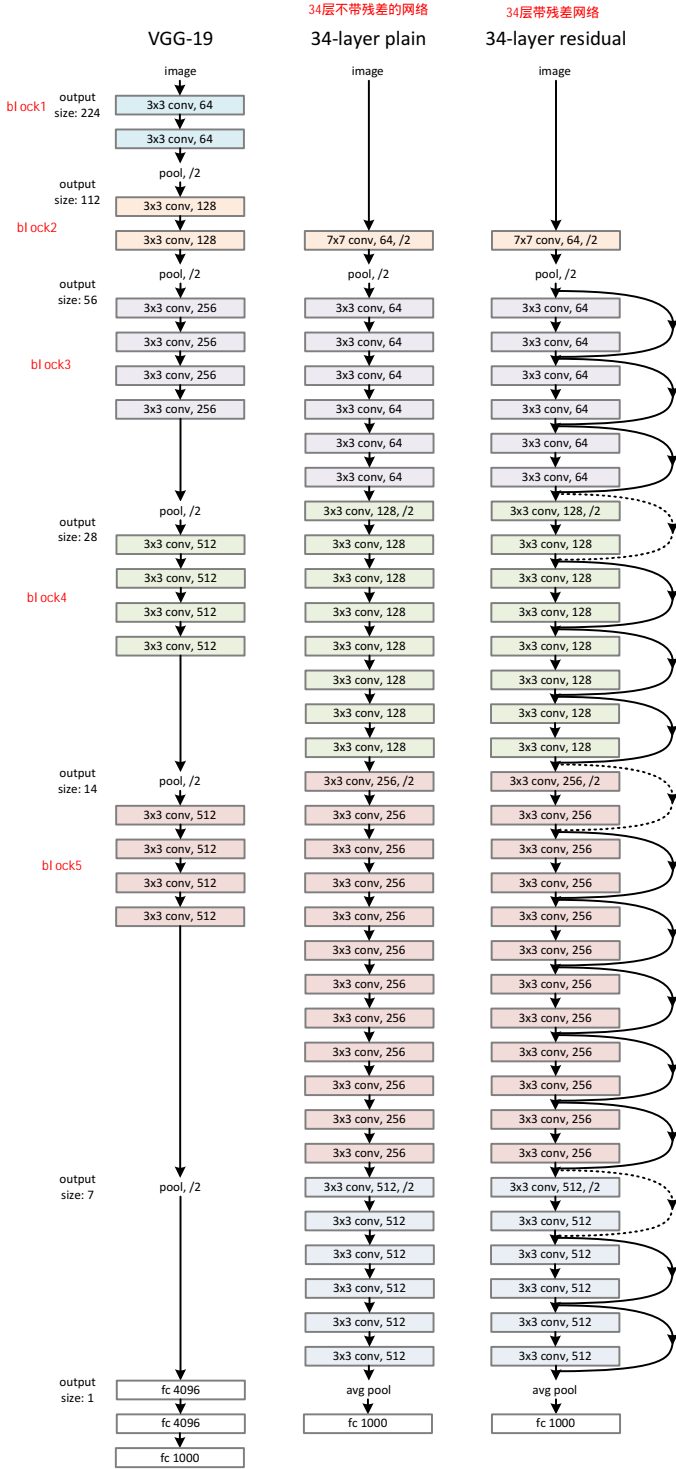 VGG-19
image
block1
output
size: 224
3x3 conv, 64
3x3 conv, 64
pool, /2
output
size: 112
block2
3x3 conv, 128
3x3 conv, 128
pool, /2
output
size: 56
block3
3x3 conv, 256
3x3 conv, 256
3x3 conv, 256
3x3 conv, 256
pool, /2
output
size: 28
block4
3x3 conv, 512
3x3 conv, 512
3x3 conv, 512
3x3 conv, 512
pool, /2
output
size: 14
block5
3x3 conv, 512
3x3 conv, 512
3x3 conv, 512
3x3 conv, 512
output
size: 7
pool, /2
output
size: 1
fc 4096
fc 4096
fc 1000
34层不带残差的网络
34-layer plain
image
7x7 conv, 64, /2
pool, /2
3x3 conv, 64
3x3 conv, 64
3x3 conv, 64
3x3 conv, 64
3x3 conv, 64
3x3 conv, 64
3x3 conv, 128, /2
3x3 conv, 128
3x3 conv, 128
3x3 conv, 128
3x3 conv, 128
3x3 conv, 128
3x3 conv, 128
3x3 conv, 128
3x3 conv, 256, /2
3x3 conv, 256
3x3 conv, 256
3x3 conv, 256
3x3 conv, 256
3x3 conv, 256
3x3 conv, 256
3x3 conv, 256
3x3 conv, 256
3x3 conv, 256
3x3 conv, 256
3x3 conv, 256
3x3 conv, 512, /2
3x3 conv, 512
3x3 conv, 512
3x3 conv, 512
3x3 conv, 512
3x3 conv, 512
avg pool
fc 1000
34层带残差网络
34-layer residual
image
7x7 conv, 64, /2
pool, /2
3x3 conv, 64
3x3 conv, 64
3x3 conv, 64
3x3 conv, 64
3x3 conv, 64
3x3 conv, 64
3x3 conv, 128, /2
3x3 conv, 128
3x3 conv, 128
3x3 conv, 128
3x3 conv, 128
3x3 conv, 128
3x3 conv, 128
3x3 conv, 128
3x3 conv, 256, /2
3x3 conv, 256
3x3 conv, 256
3x3 conv, 256
3x3 conv, 256
3x3 conv, 256
3x3 conv, 256
3x3 conv, 256
3x3 conv, 256
3x3 conv, 256
3x3 conv, 256
3x3 conv, 256
3x3 conv, 512, /2
3x3 conv, 512
3x3 conv, 512
3x3 conv, 512
3x3 conv, 512
3x3 conv, 512
avg pool
fc 1000